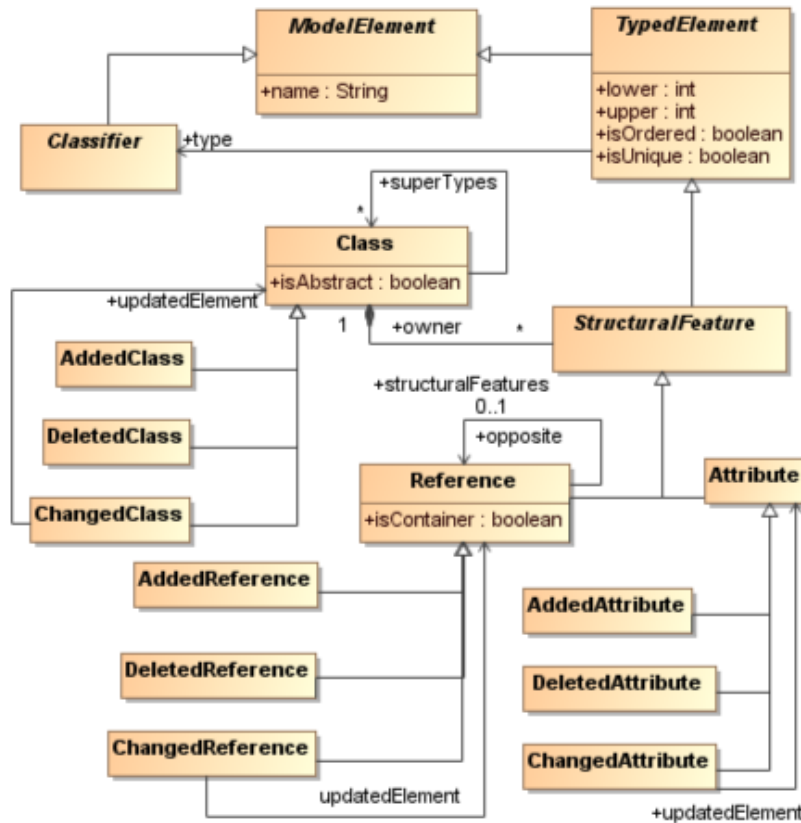 ModelElement
+name : String
TypedElement
+lower : int
+upper : int
+isOrdered : boolean
+isUnique : boolean
Classifier
+type
+superTypes
*
Class
+isAbstract : boolean
+updatedElement
1
+owner
*
StructuralFeature
AddedClass
+structuralFeatures
0..1
+opposite
DeletedClass
Reference
+isContainer : boolean
Attribute
ChangedClass
AddedReference
AddedAttribute
DeletedReference
DeletedAttribute
ChangedReference
ChangedAttribute
updatedElement
+updatedElement